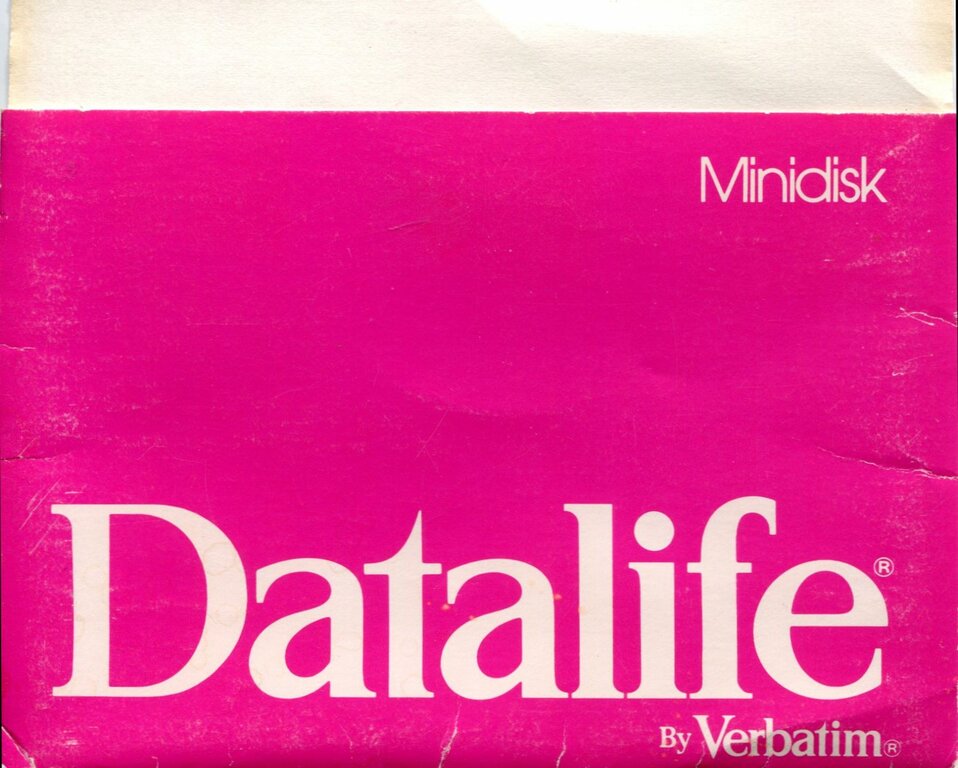 Minidisk
Datalife®
By Verbatim®